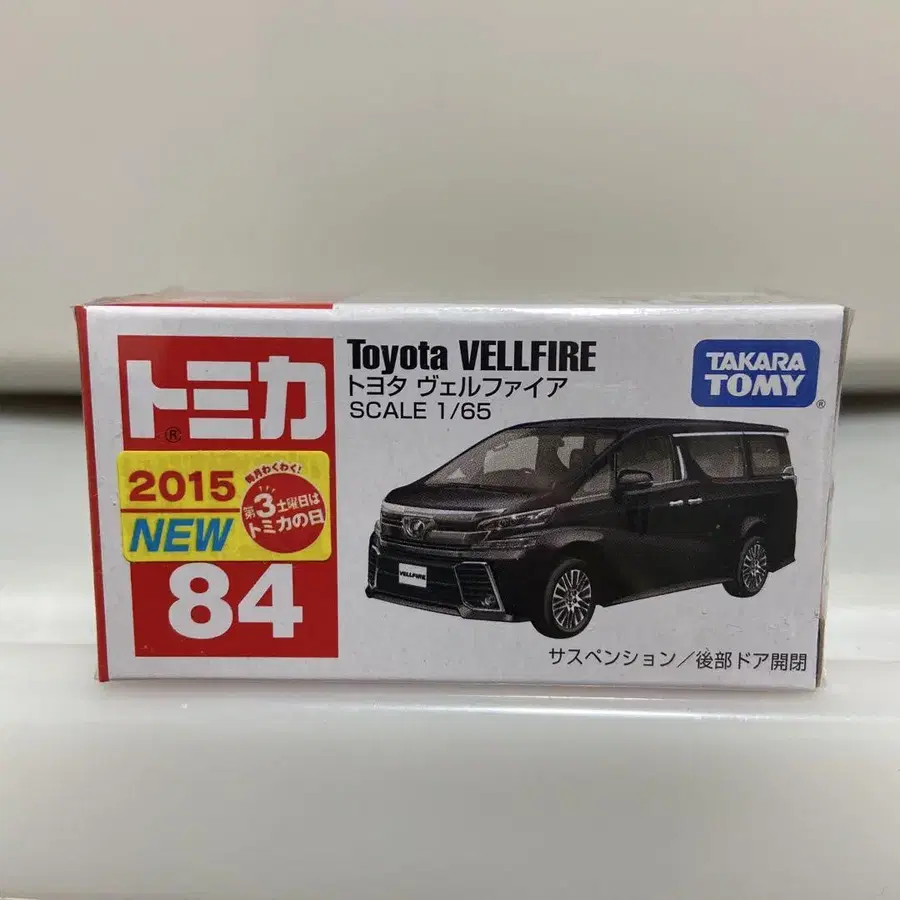 トミカ
®
2015
NEW
毎月わくわく!
第3土曜日は
トミカの日
84
Toyota VELLFIRE
トヨタ ヴェルファイア
SCALE 1/65
TAKARA
TOMY
®
VELLFIRE
サスペンション/後部ドア開閉